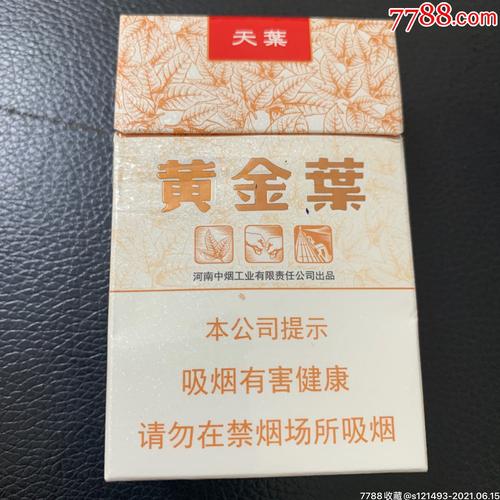 7788.com
天葉
黄金葉
河南中烟工业有限责任公司出品
本公司提示
吸烟有害健康
请勿在禁烟场所吸烟
7788收藏@s121493-2021.06.15